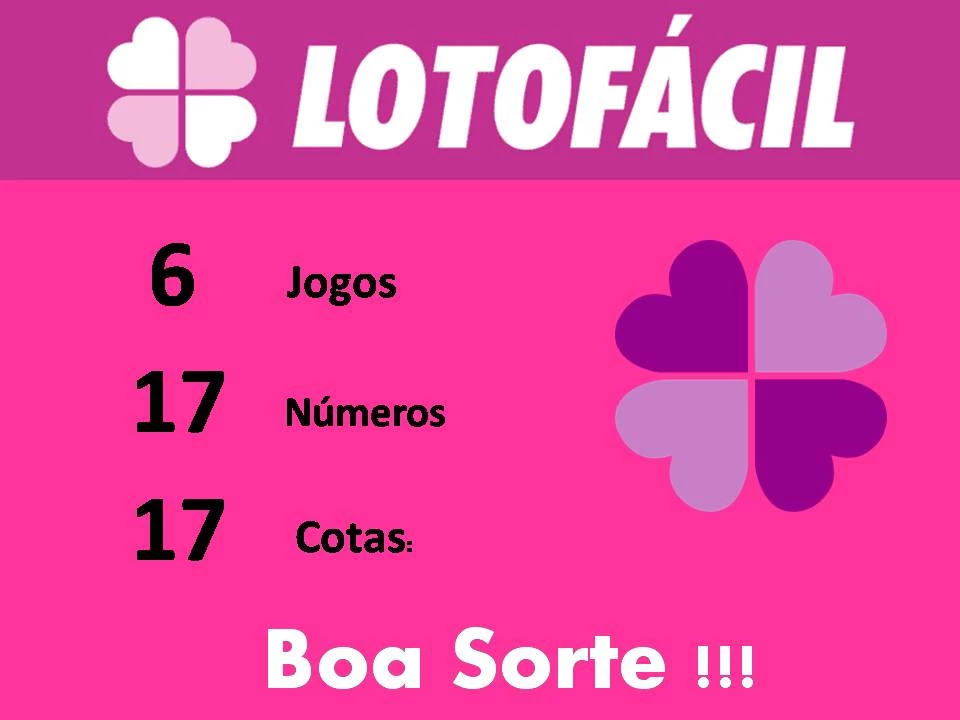 LOTOFÁCIL
6 Jogos
17 Números
17 Cotas:
Boa Sorte !!!